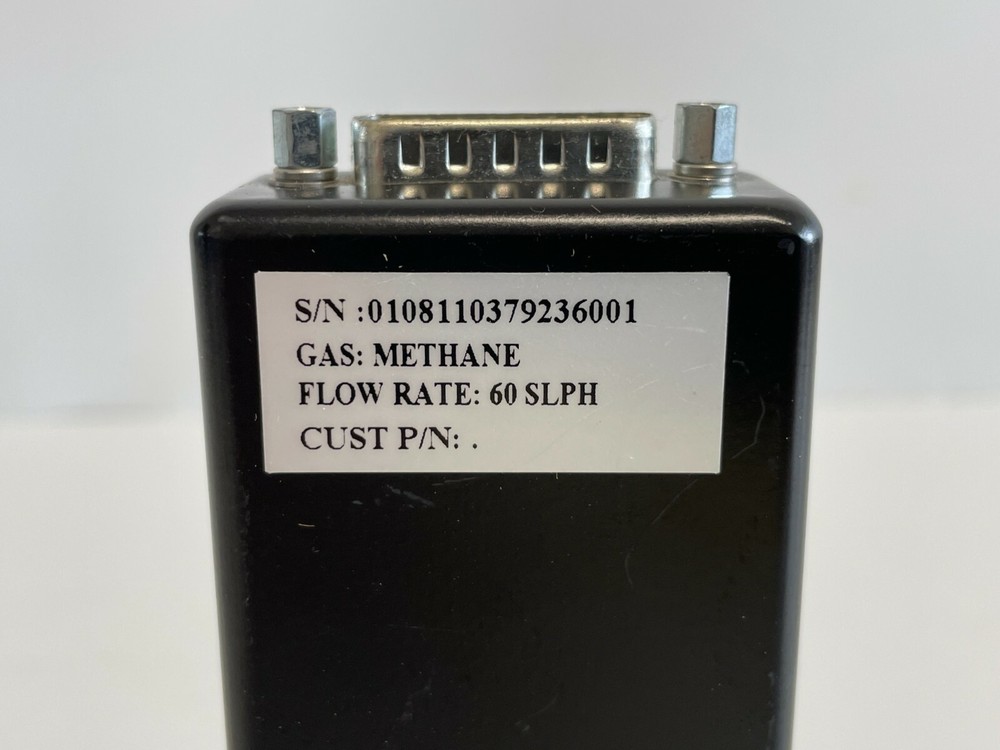 S/N :0108110379236001
GAS: METHANE
FLOW RATE: 60 SLPH
CUST P/N: .